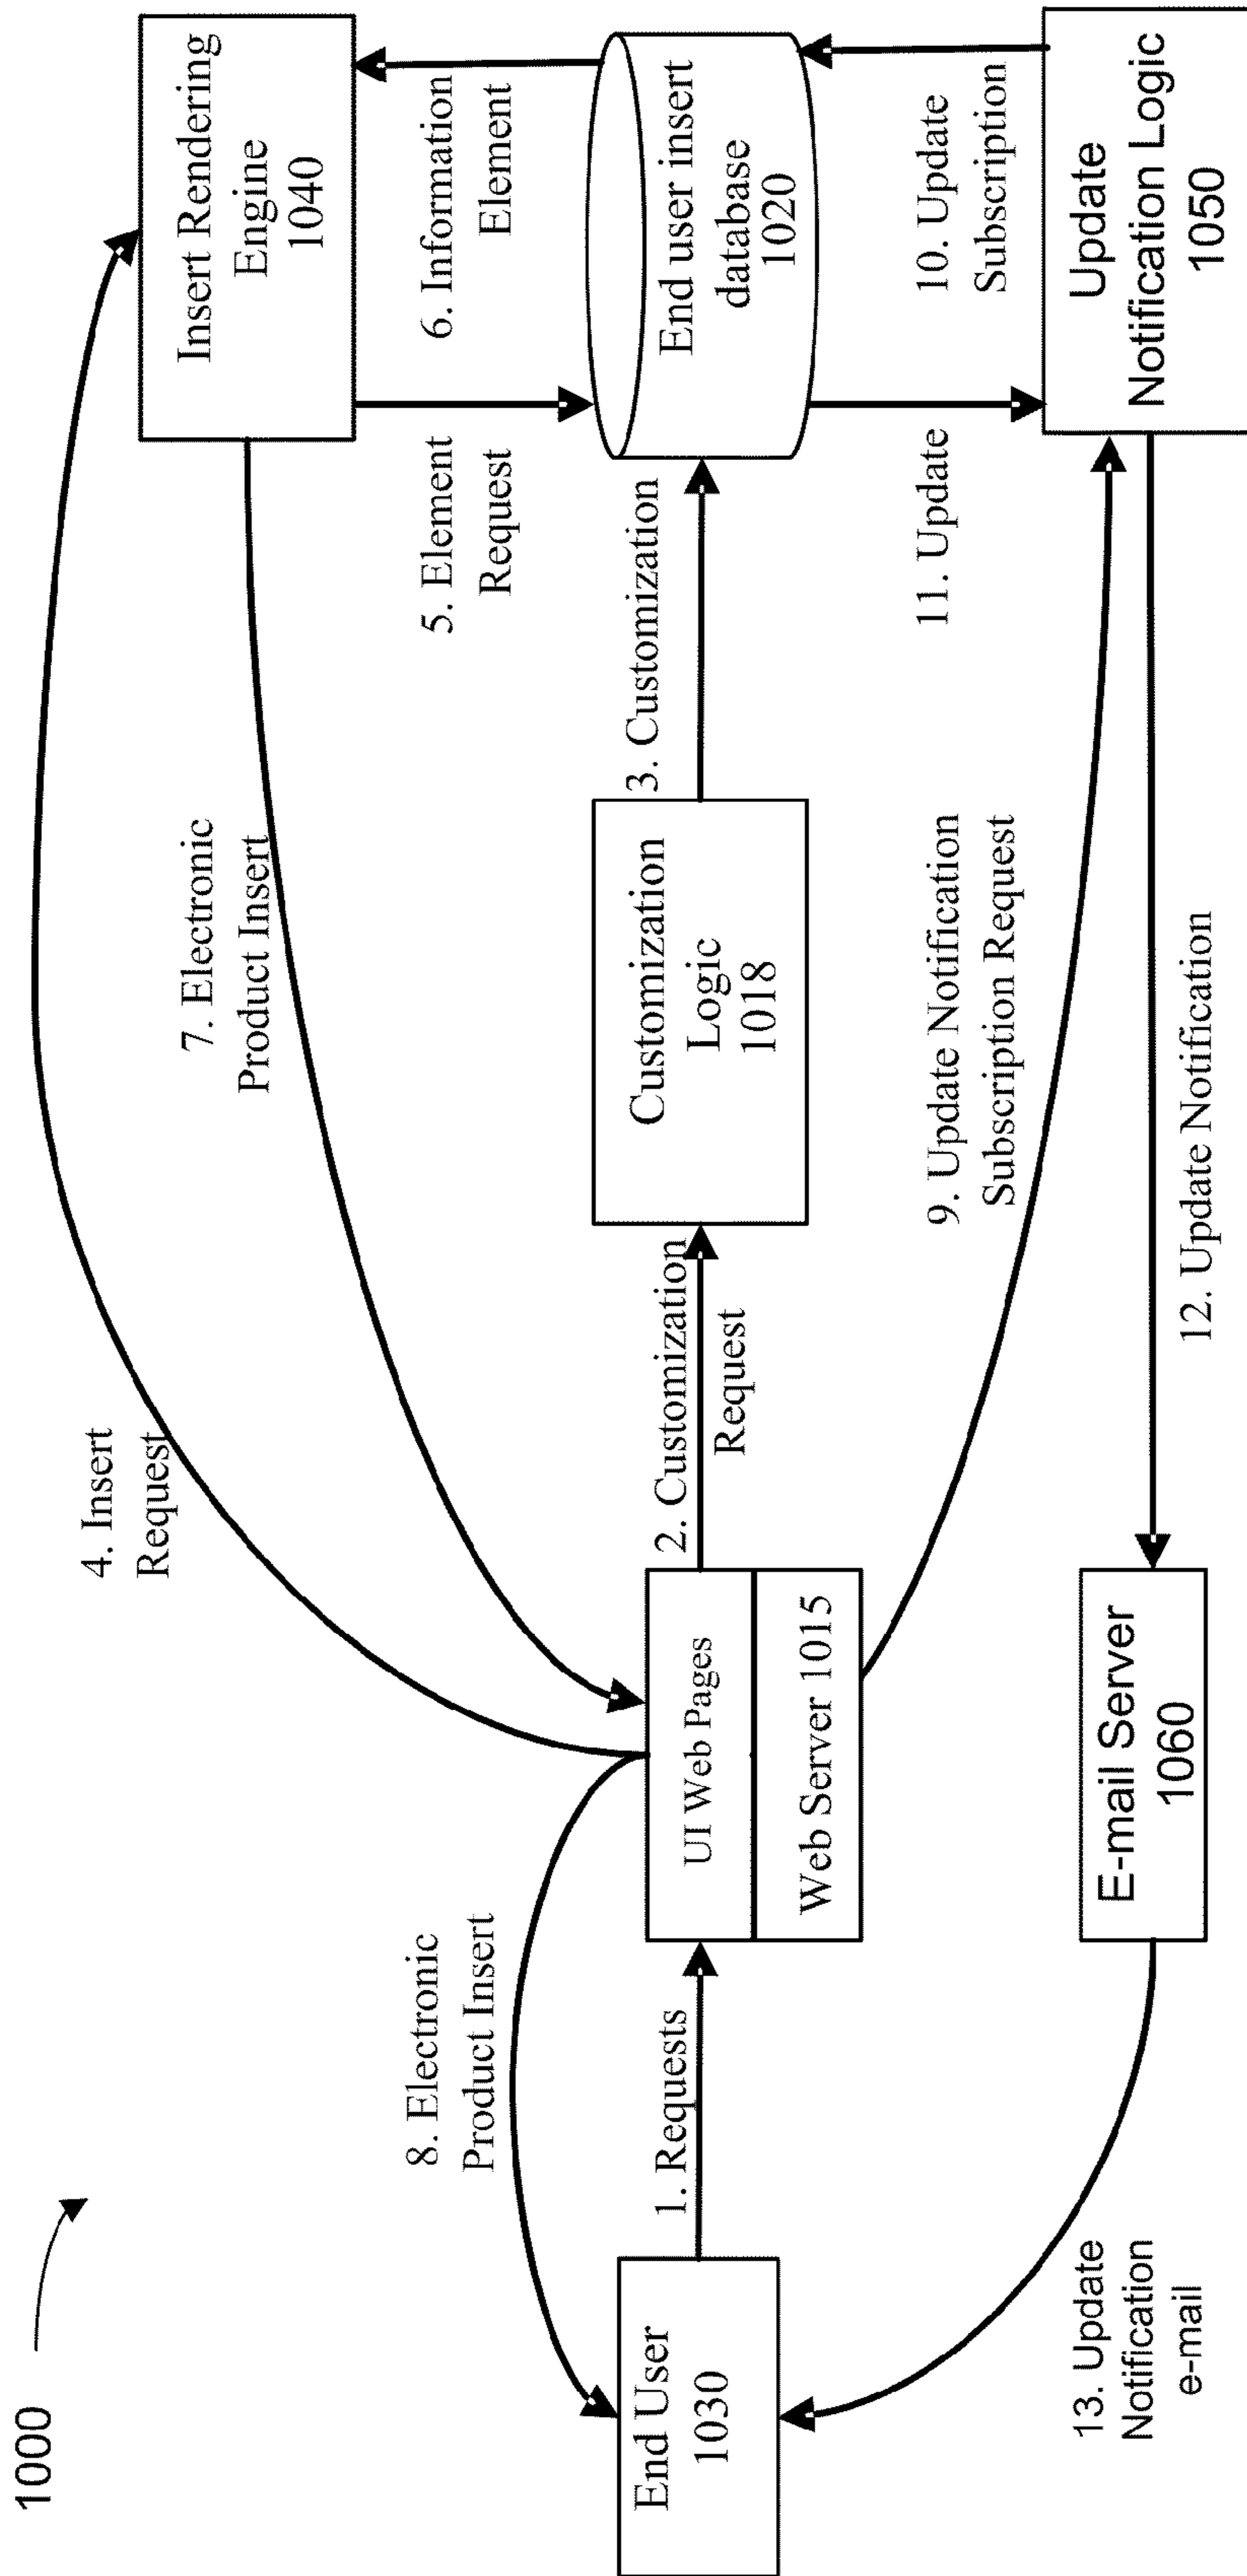 1000
4. Insert
Request
7. Electronic
Product Insert
8. Electronic
Product Insert
Insert Rendering
Engine
1040
5. Element
Request
6. Information
Element
End User
1030
1. Requests
UI Web Pages
Web Server 1015
2. Customization
Request
Customization
Logic
1018
3. Customization
End user insert
database
1020
9. Update Notification
Subscription Request
11. Update
10. Update
Subscription
13. Update
Notification
e-mail
E-mail Server
1060
12. Update Notification
Update
Notification Logic
1050